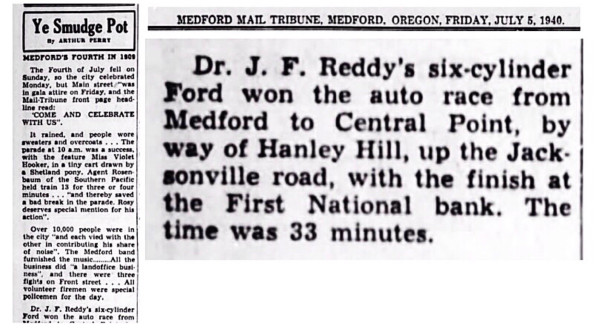 Ye Smudge Pot
By ARTHUR PERRY
MEDFORD'S FOURTH IN 1909
The Fourth of July fell on
Sunday, so the city celebrated
Monday, but Main street "was
in gala attire on Friday, and the
Mail-Tribune front page head-
line read:
"COME AND CELEBRATE
WITH US".
It rained, and people wore
sweaters and overcoats . . . The
parade at 10 a.m. was a success,
with the feature Miss Violet
Hooker, in a tiny cart drawn by
a Shetland pony. Agent Rosen-
baum of the Southern Pacific
held train 13 for three or four
minutes . . . "and thereby saved
a bad break in the parade. Rosy
deserves special mention for his
action".
Over 10,000 people were in
the city "and each vied with the
other in contributing his share
of noise". The Medford band
furnished the music........All the
business did "a landoffice busi-
ness", and there were three
fights on Front street . . . All
volunteer firemen were special
policemen for the day.
Dr. J. F. Reddy's six-cylinder
Ford won the auto race from
Medford to Central Point, by
MEDFORD MAIL TRIBUNE, MEDFORD, OREGON, FRIDAY, JULY 5, 1940.
Dr. J. F. Reddy's six-cylinder
Ford won the auto race from
Medford to Central Point, by
way of Hanley Hill, up the Jack-
sonville road, with the finish at
the First National bank. The
time was 33 minutes.